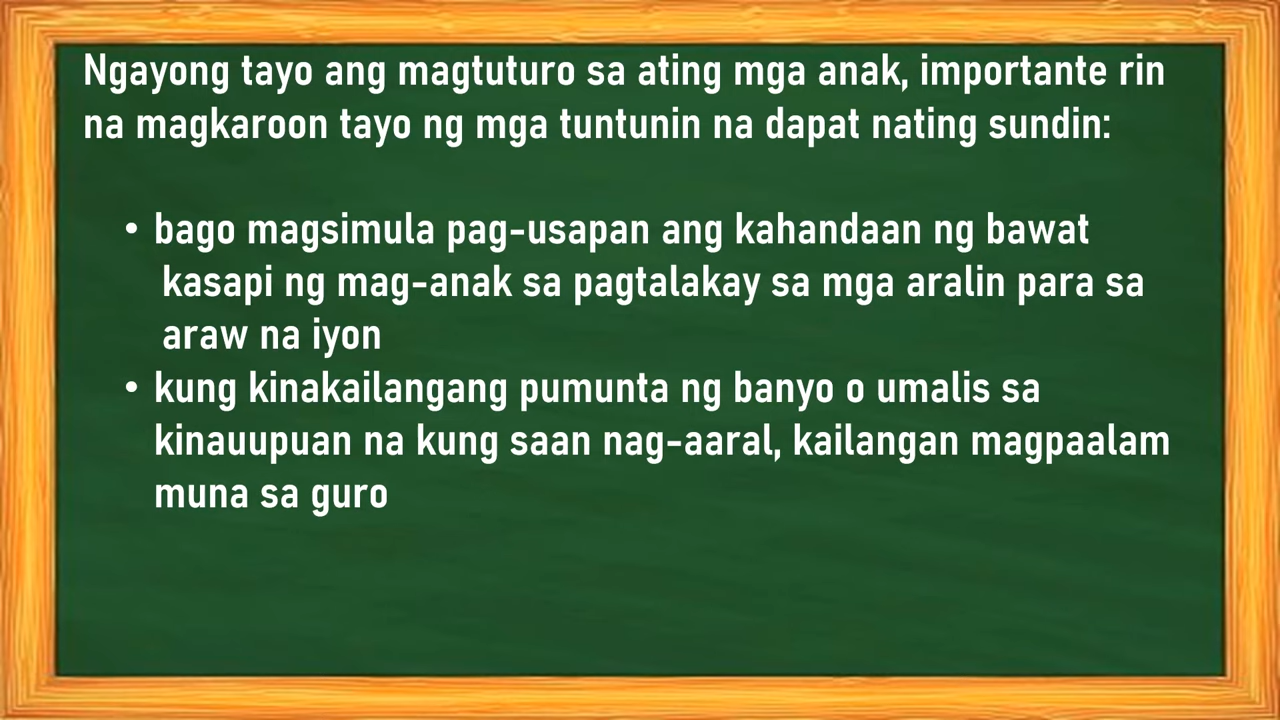 Ngayong tayo ang magtuturo sa ating mga anak, importante rin
na magkaroon tayo ng mga tuntunin na dapat nating sundin:
• bago magsimula pag-usapan ang kahandaan ng bawat
kasapi ng mag-anak sa pagtalakay sa mga aralin para sa
araw na iyon
• kung kinakailangang pumunta ng banyo o umalis sa
kinauupuan na kung saan nag-aaral, kailangan magpaalam
muna sa guro